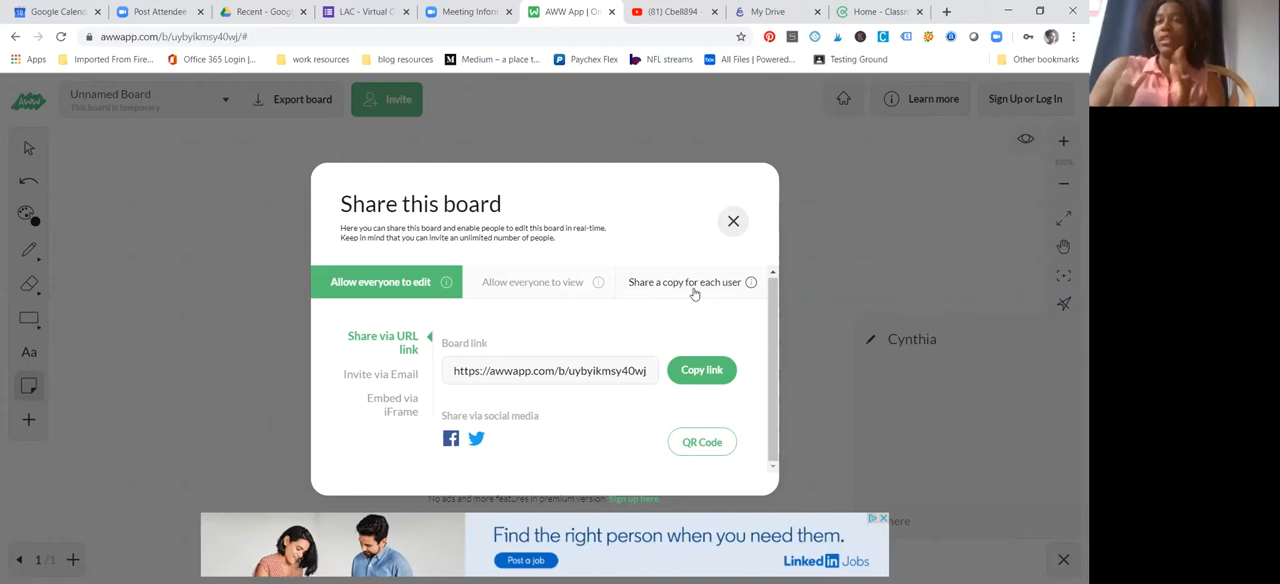 Google Calend
Post Attendee
Recent - Goog
LAC - Virtual C
Meeting Inform
AWW App | O
(81) Cbell894 -
My Drive
Home - Classr
awwapp.com/b/uybyikmsy40wj/#
Apps
Imported From Fire...
Office 365 Login |...
work resources
blog resources
Medium – a place t...
Paychex Flex
NFL streams
All Files | Powered...
Testing Ground
Other bookmarks
AWW
Unnamed Board
This board is temporary
Export board
Invite
Learn more
Sign Up or Log In
100%
Share this board
Here you can share this board and enable people to edit this board in real-time.
Keep in mind that you can invite an unlimited number of people.
Allow everyone to edit
Allow everyone to view
Share a copy for each user
Share via URL
link
Invite via Email
Embed via
iFrame
Board link
https://awwapp.com/b/uybyikmsy40wj
Copy link
Share via social media
QR Code
Aa
Cynthia
No ads and more features in premium version. Sign up here.
here
1/1
Find the right person when you need them.
Post a job
LinkedIn Jobs